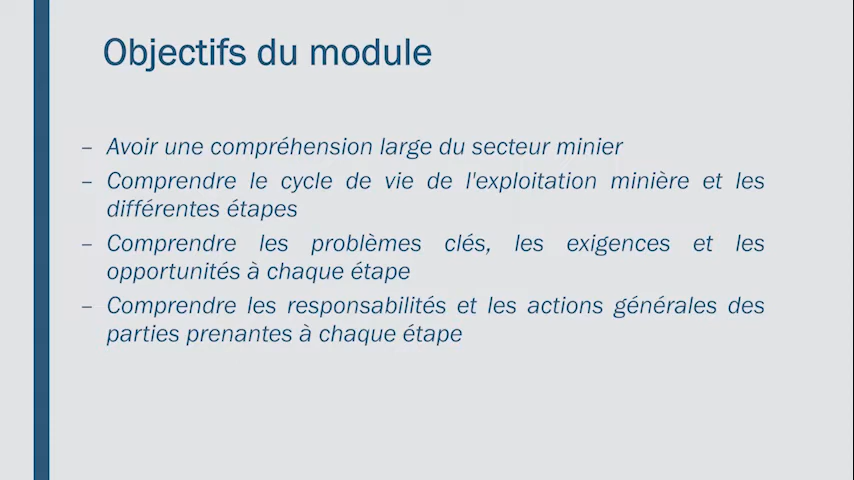 Objectifs du module
– Avoir une compréhension large du secteur minier
– Comprendre le cycle de vie de l'exploitation minière et les
différentes étapes
– Comprendre les problèmes clés, les exigences et les
opportunités à chaque étape
– Comprendre les responsabilités et les actions générales des
parties prenantes à chaque étape